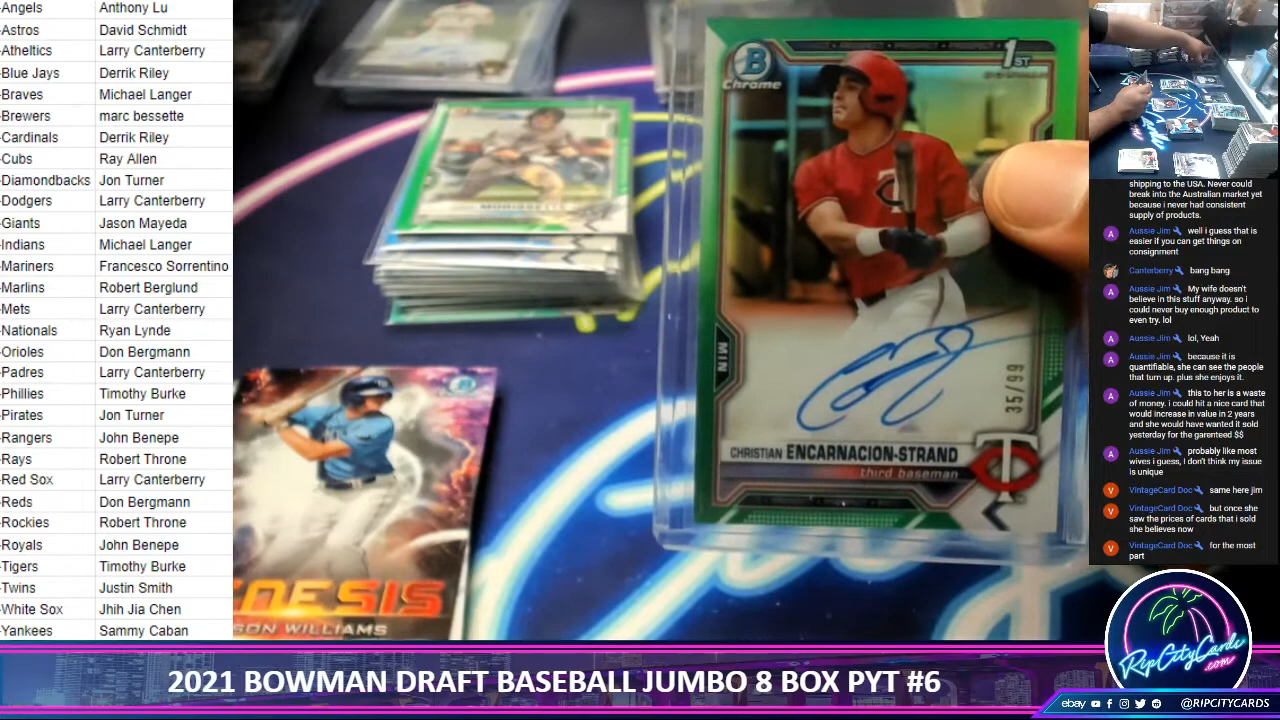 -Angels Anthony Lu
-Astros David Schmidt
-Atheltics Larry Canterberry
-Blue Jays Derrik Riley
-Braves Michael Langer
-Brewers marc bessette
-Cardinals Derrik Riley
-Cubs Ray Allen
-Diamondbacks Jon Turner
-Dodgers Larry Canterberry
-Giants Jason Mayeda
-Indians Michael Langer
-Mariners Francesco Sorrentino
-Marlins Robert Berglund
-Mets Larry Canterberry
-Nationals Ryan Lynde
-Orioles Don Bergmann
-Padres Larry Canterberry
-Phillies Timothy Burke
-Pirates Jon Turner
-Rangers John Benepe
-Rays Robert Throne
-Red Sox Larry Canterberry
-Reds Don Bergmann
-Rockies Robert Throne
-Royals John Benepe
-Tigers Timothy Burke
-Twins Justin Smith
-White Sox Jhih Jia Chen
-Yankees Sammy Caban
B
Chrome
1ST
MIN
35/99
CHRISTIAN ENCARNACION-STRAND
third baseman
T
NESIS
SON WILLIAMS
shipping to the USA. Never could
break into the Australian market yet
because i never had consistent
supply of products.
A Aussie Jim well i guess that is
easier if you can get things on
consignment
Canterberry bang bang
A Aussie Jim My wife doesn't
believe in this stuff anyway. so i
could never buy enough product to
even try. lol
A Aussie Jim lol, Yeah
A Aussie Jim because it is
quantifiable, she can see the people
that turn up. plus she enjoys it.
A Aussie Jim this to her is a waste
of money. i could hit a nice card that
would increase in value in 2 years
and she would have wanted it sold
yesterday for the garenteed $$
A Aussie Jim probably like most
wives i guess, I don't think my issue
is unique
V VintageCard Doc same here jim
V VintageCard Doc but once she
saw the prices of cards that i sold
she believes now
V VintageCard Doc for the most
part
RipCityCards
.com
2021 BOWMAN DRAFT BASEBALL JUMBO 8 BOX PYT #6
ebay @RIPCITYCARDS